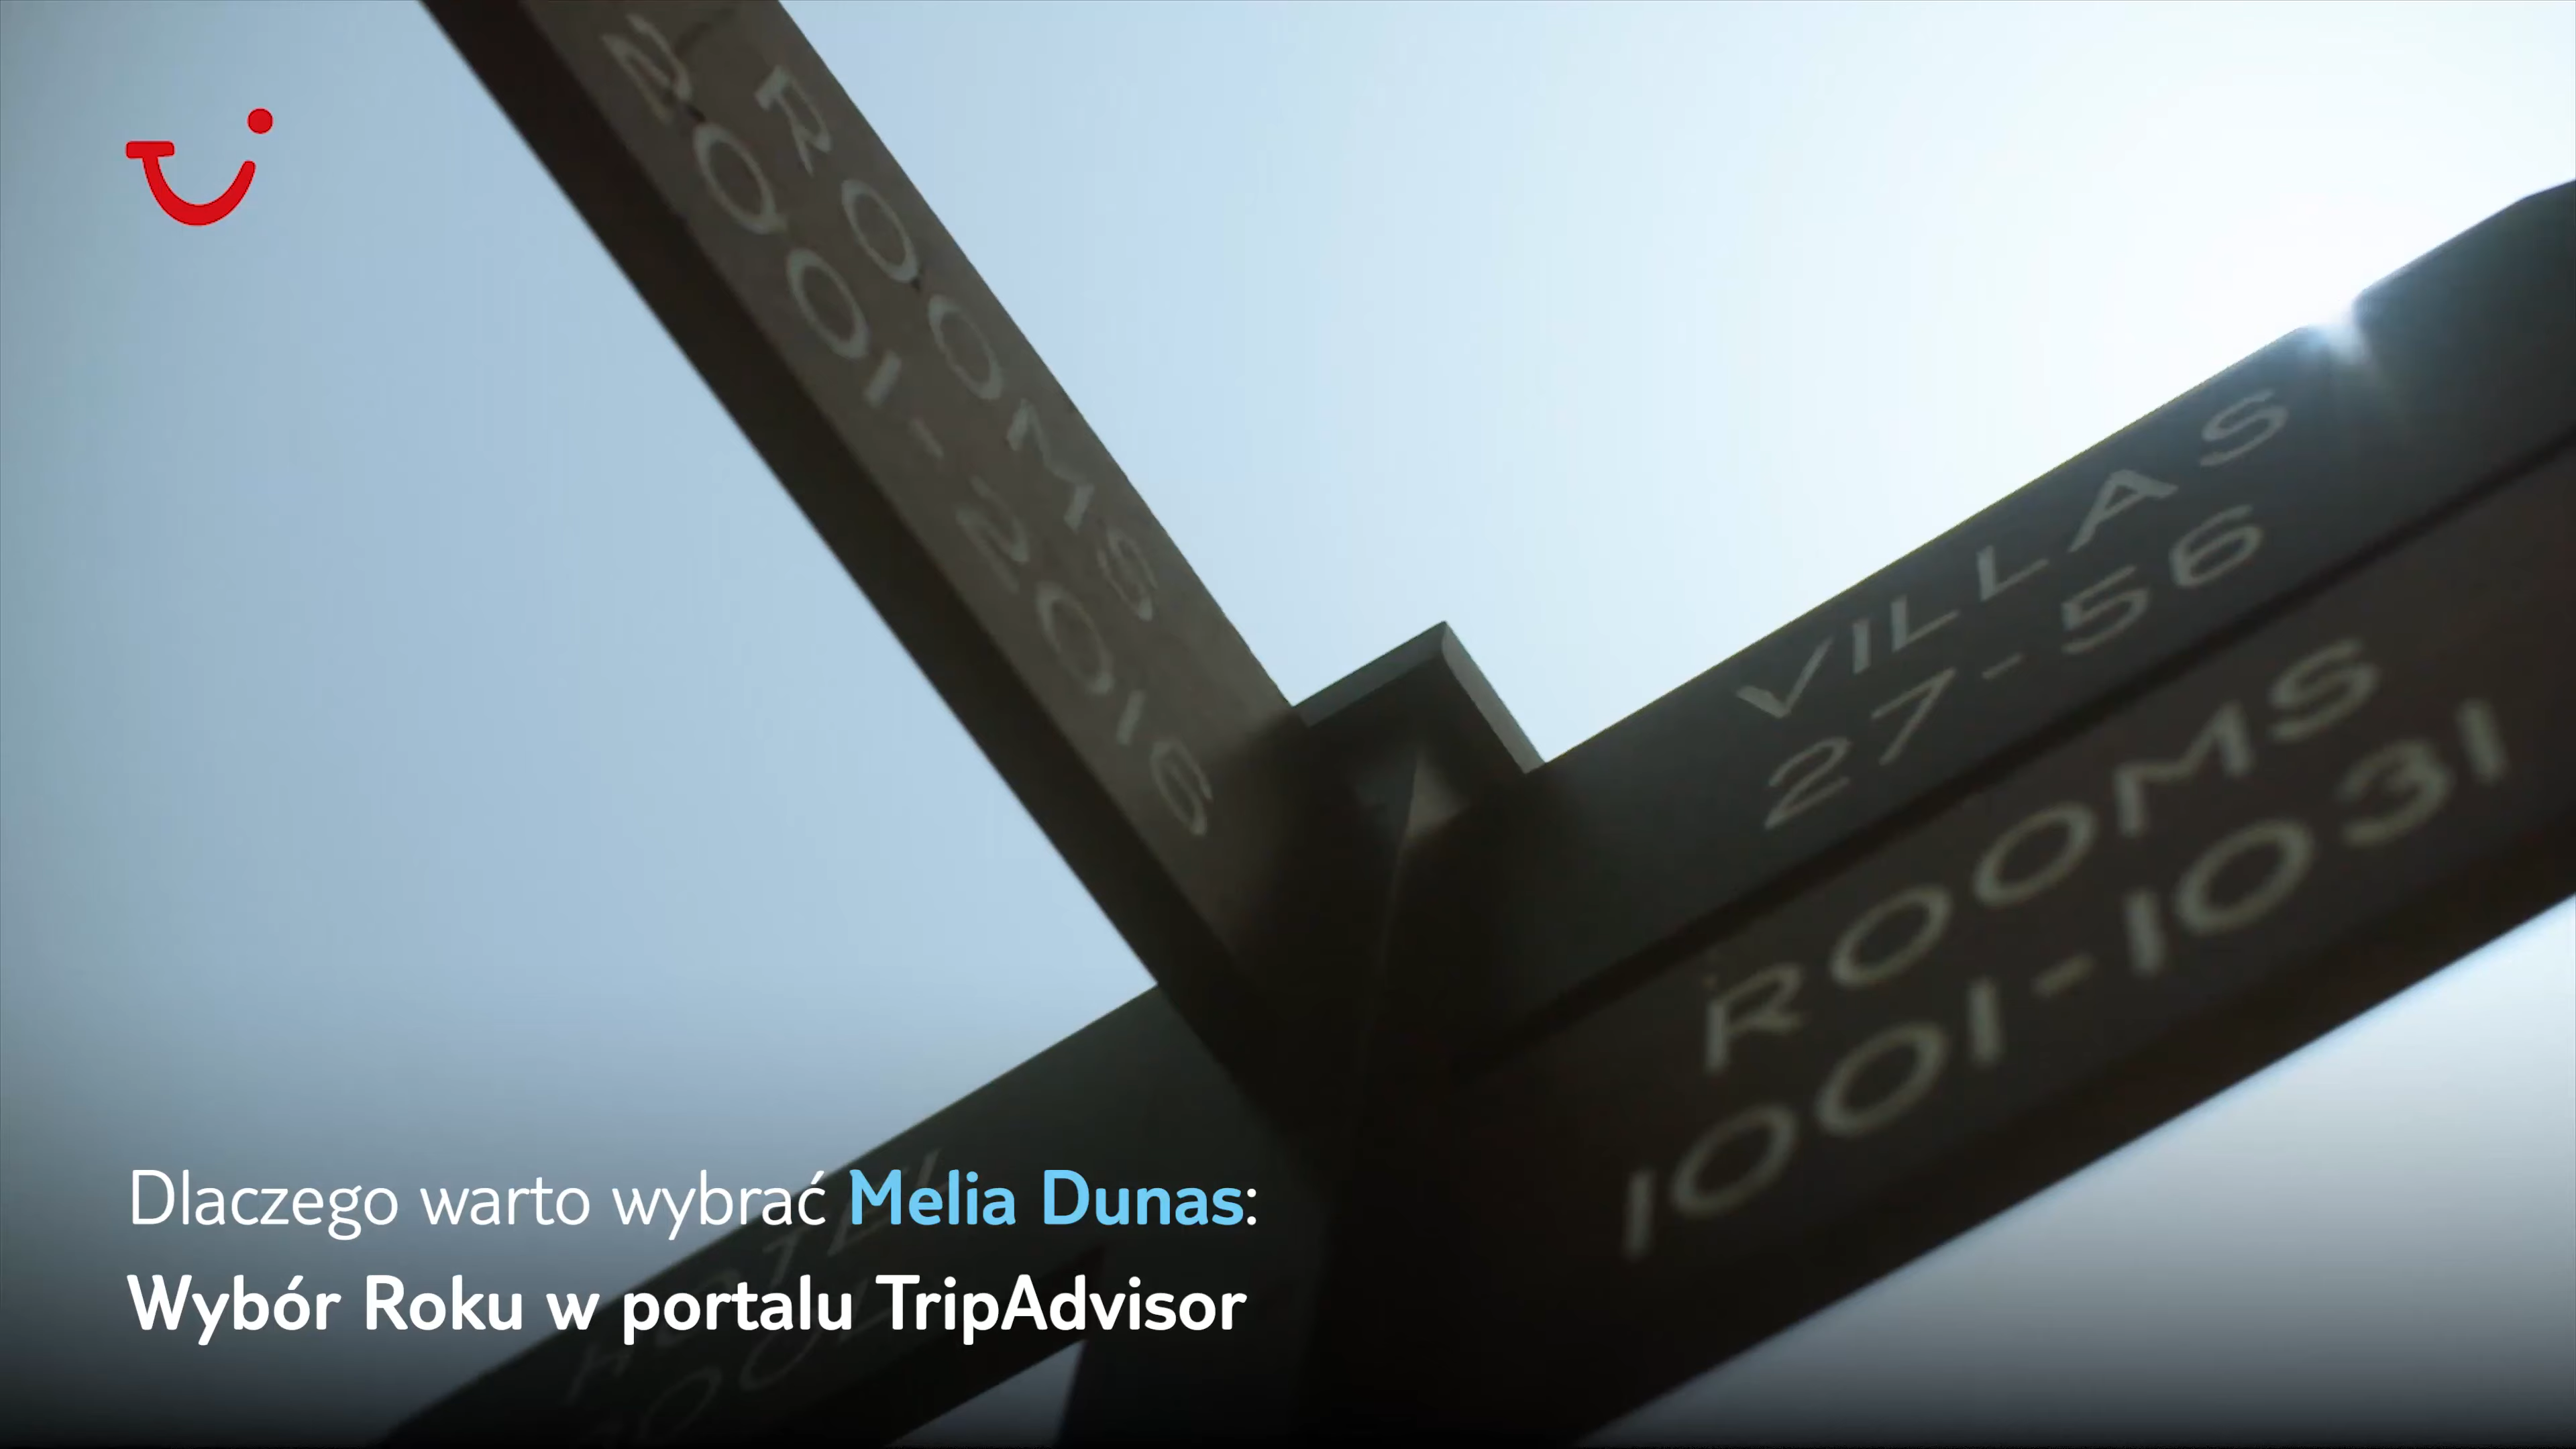 ROOMS
2001-2016
VILLAS
27-56
ROOMS
1001-1031
Dlaczego warto wybrać Melia Dunas:
Wybór Roku w portalu TripAdvisor